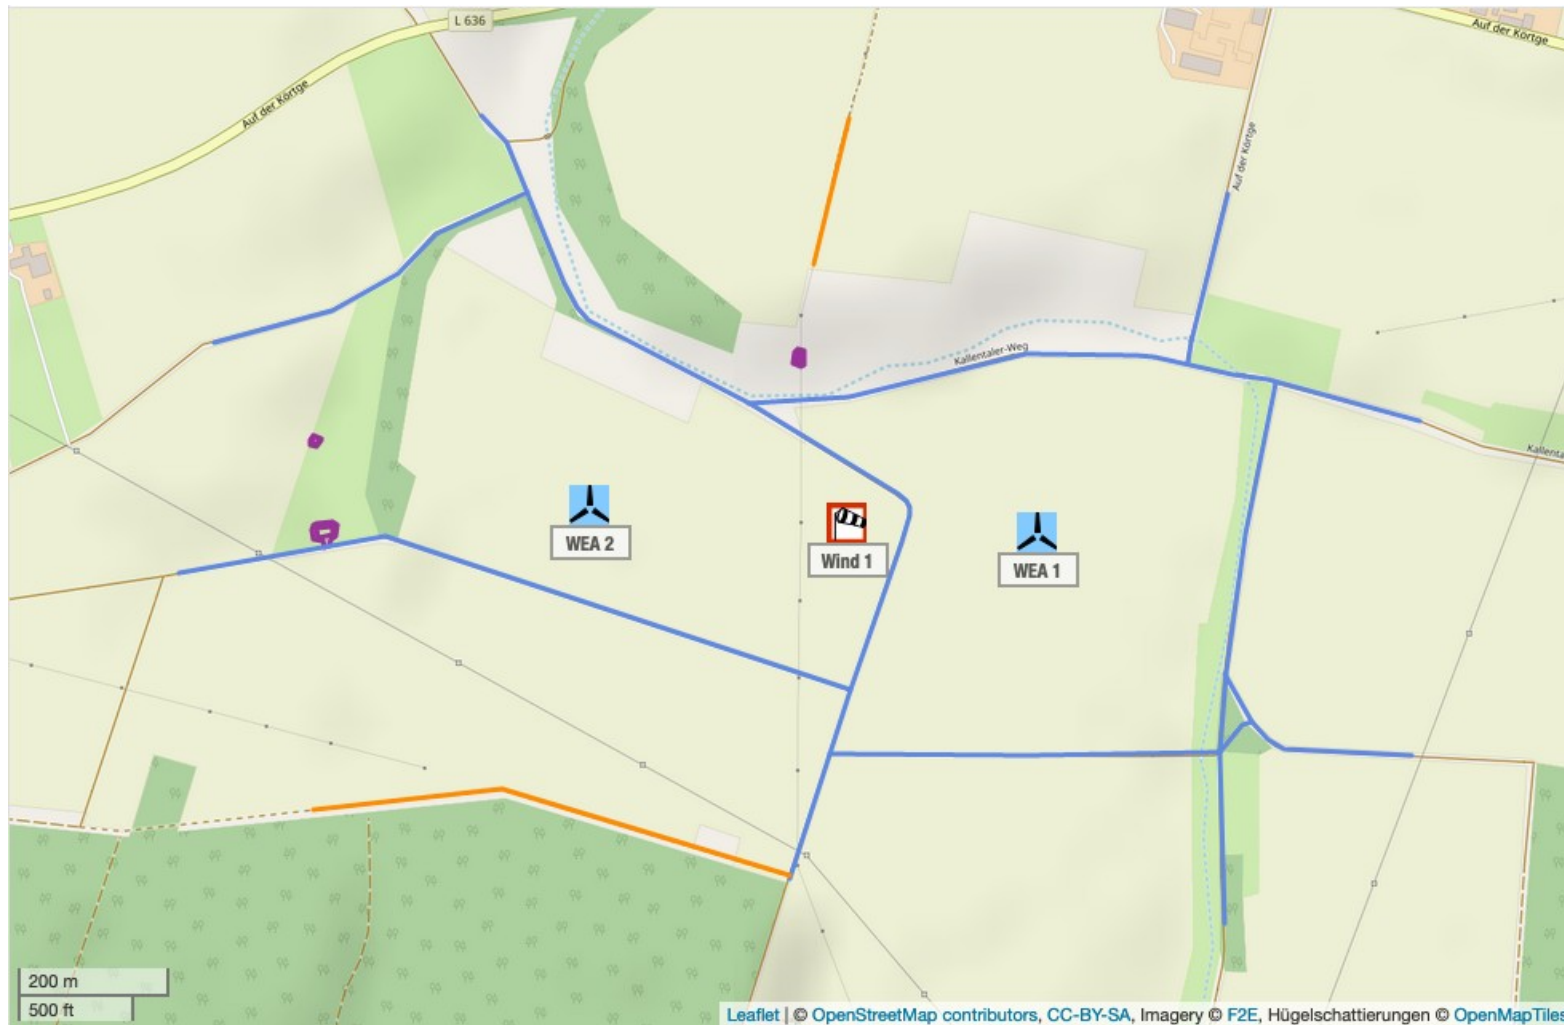 L 636
Auf der Körtge
Auf der Körtge
Auf der Körtge
Kallentaler-Weg
WEA 2
Wind 1
WEA 1
200 m
500 ft
Leaflet | © OpenStreetMap contributors, CC-BY-SA, Imagery © F2E, Hügelschattierungen © OpenMapTiles